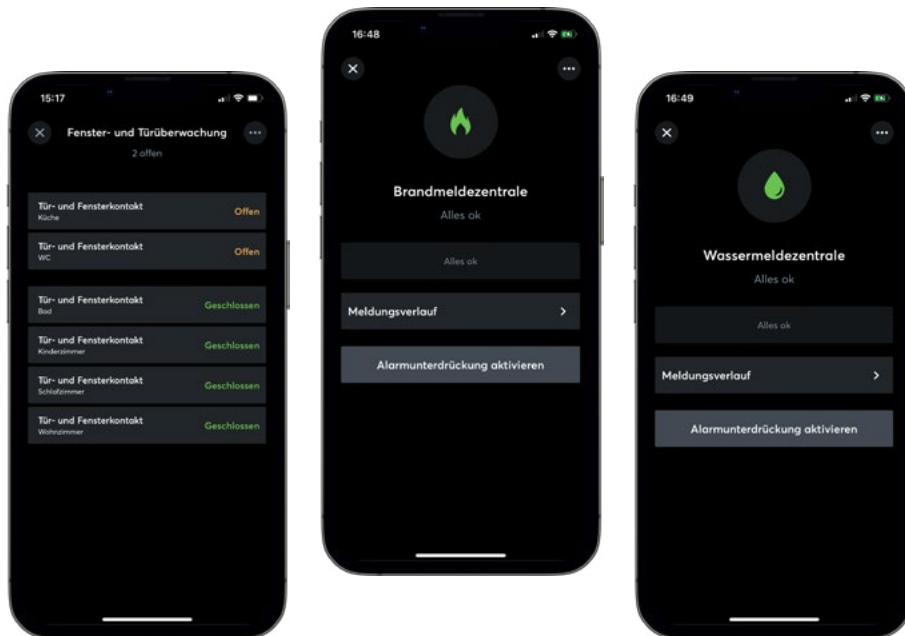 15:17
Fenster- und Türüberwachung
2 offen
Tür- und Fensterkontakt
Küche
Offen
Tür- und Fensterkontakt
WC
Offen
Tür- und Fensterkontakt
Bad
Geschlossen
Tür- und Fensterkontakt
Kinderzimmer
Geschlossen
Tür- und Fensterkontakt
Schlafzimmer
Geschlossen
Tür- und Fensterkontakt
Wohnzimmer
Geschlossen
16:48
Brandmeldezentrale
Alles ok
Alles ok
Meldungsverlauf
Alarmunterdrückung aktivieren
16:49
Wassermeldezentrale
Alles ok
Alles ok
Meldungsverlauf
Alarmunterdrückung aktivieren